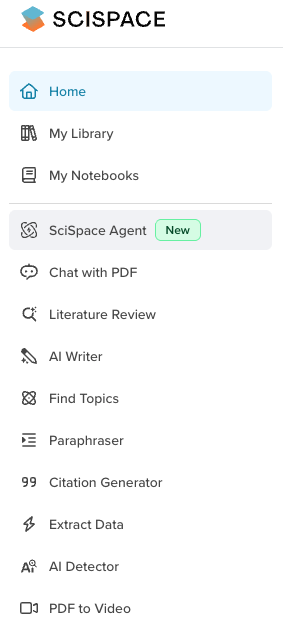 SCISPACE
Home
My Library
My Notebooks
SciSpace Agent New
Chat with PDF
Literature Review
AI Writer
Find Topics
Paraphraser
Citation Generator
Extract Data
AI Detector
PDF to Video